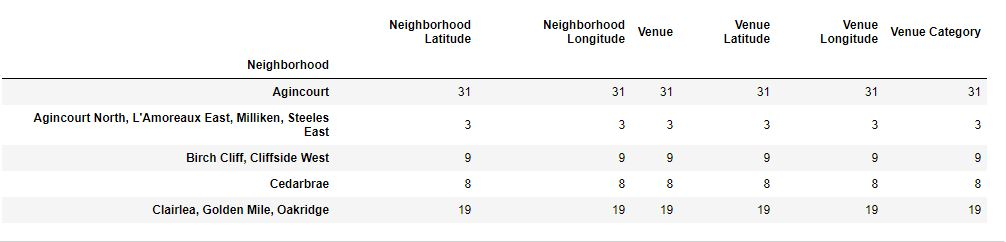 Neighborhood Latitude Neighborhood Longitude Venue Venue Latitude Venue Longitude Venue Category
Neighborhood
Agincourt 31 31 31 31 31 31
Agincourt North, L'Amoreaux East, Milliken, Steeles
East 3 3 3 3 3 3
Birch Cliff, Cliffside West 9 9 9 9 9 9
Cedarbrae 8 8 8 8 8 8
Clairlea, Golden Mile, Oakridge 19 19 19 19 19 19